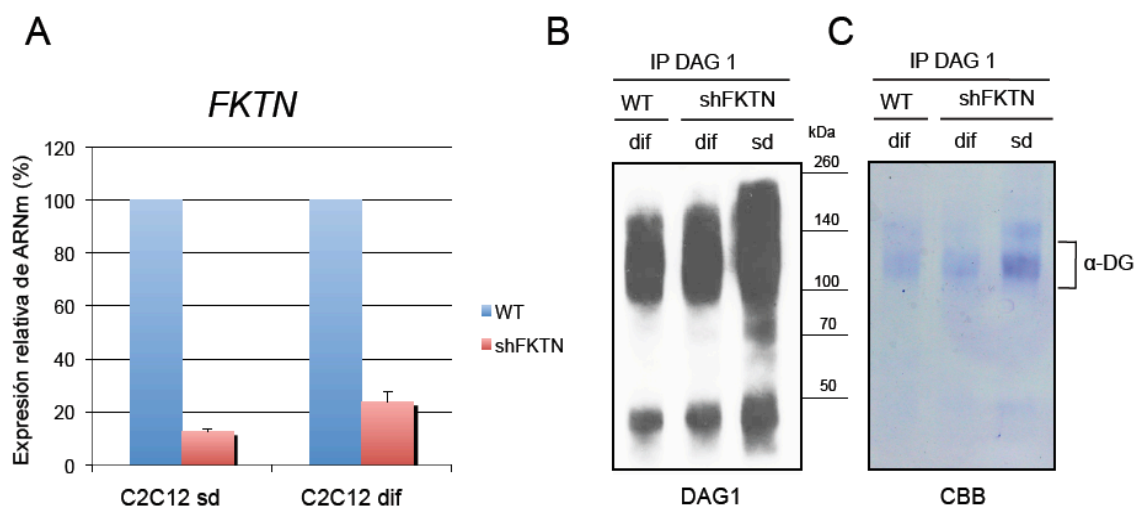 A
FKTN
Expresión relativa de ARNm (%)
120
100
80
60
40
20
0
C2C12 sd
C2C12 dif
WT
shFKTN
B
IP DAG 1
WT shFKTN
dif dif sd
kDa
260
140
100
70
50
DAG1
C
IP DAG 1
WT shFKTN
dif dif sd
α-DG
CBB